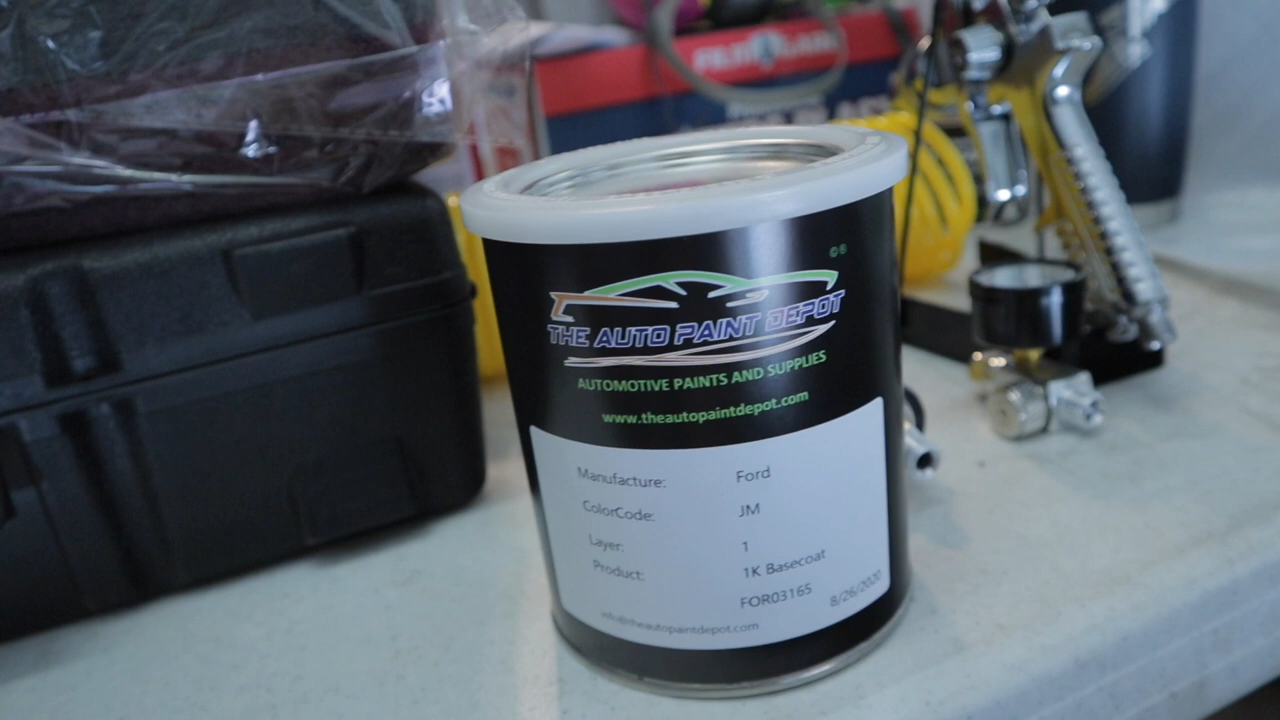 ©®
THE AUTO PAINT DEPOT
AUTOMOTIVE PAINTS AND SUPPLIES
www.theautopaintdepot.com
Manufacture: Ford
ColorCode: JM
Layer: 1
Product: 1K Basecoat
FOR03165 8/26/2020
info@theautopaintdepot.com